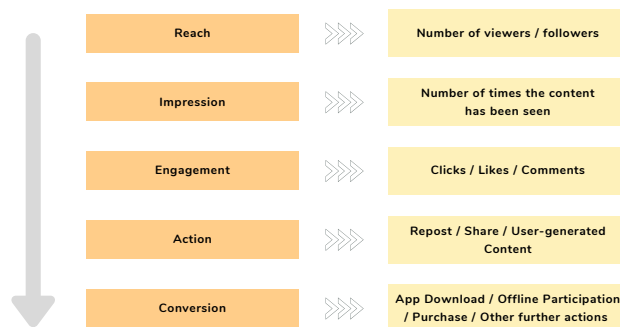 Reach
Number of viewers / followers
Impression
Number of times the content
has been seen
Engagement
Clicks / Likes / Comments
Action
Repost / Share / User-generated
Content
Conversion
App Download / Offline Participation
/ Purchase / Other further actions